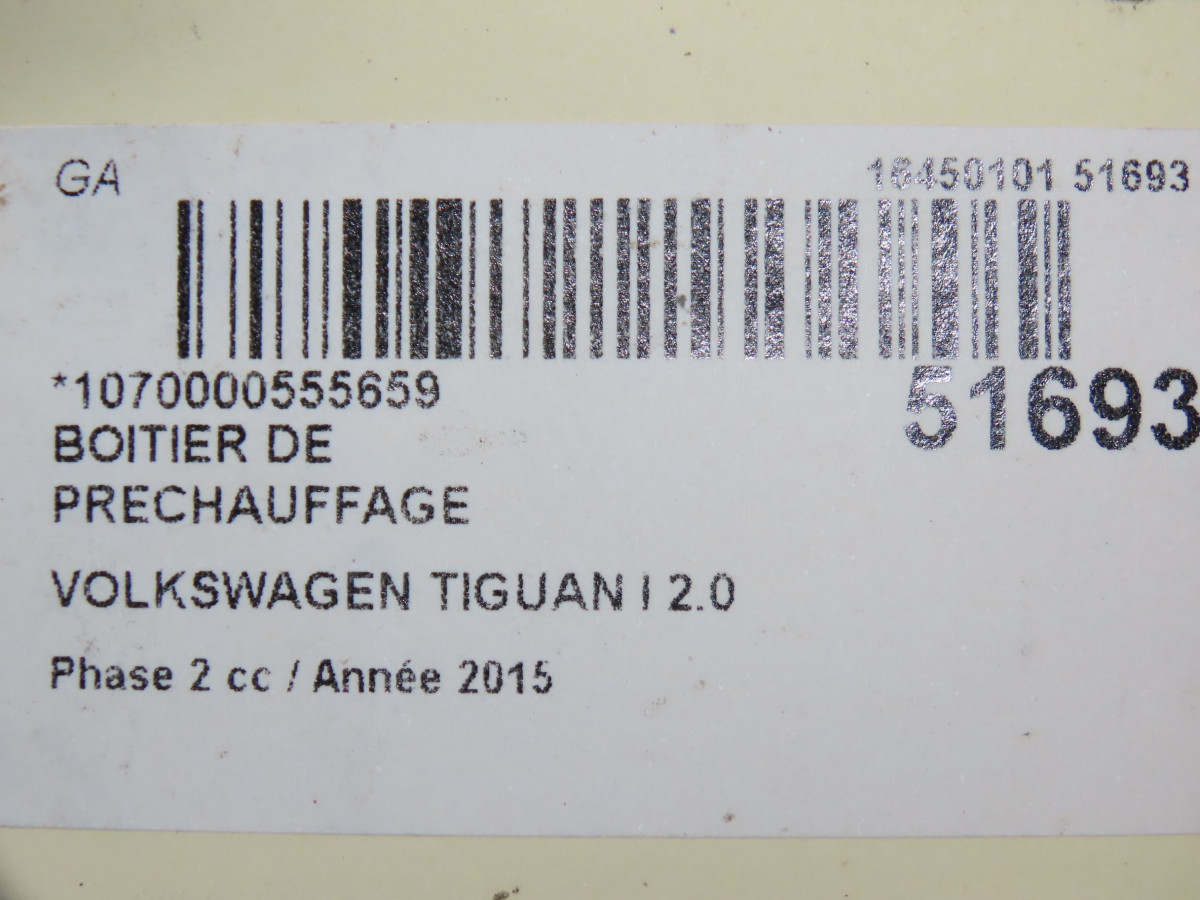 GA
16450101 51693
*1070000555659
51693
BOITIER DE
PRECHAUFFAGE
VOLKSWAGEN TIGUAN I 2.0
Phase 2 cc / Année 2015